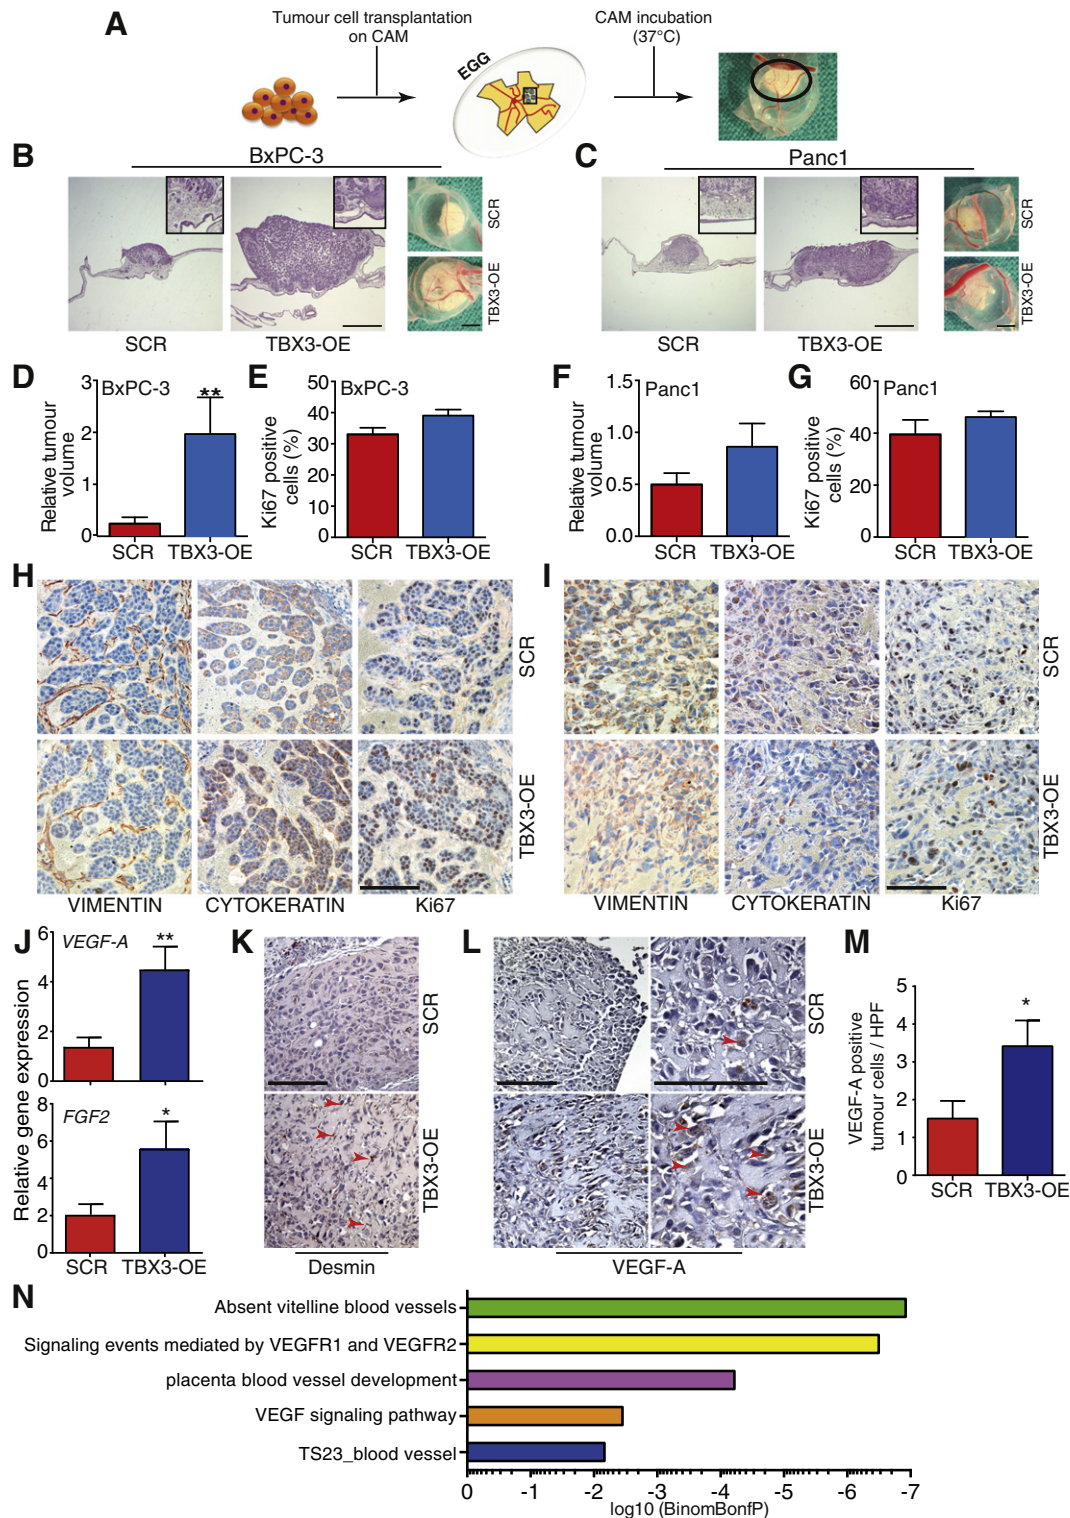 A
Tumour cell transplantation
on CAM
CAM incubation
(37°C)
EGG
B
BxPC-3
SCR
TBX3-OE
SCR
TBX3-OE
C
Panc1
SCR
TBX3-OE
SCR
TBX3-OE
D
BxPC-3
Relative tumour
volume
3
2
1
0
**
SCR
TBX3-OE
E
BxPC-3
Ki67 positive
cells (%)
50
40
30
20
10
0
SCR
TBX3-OE
F
Panc1
Relative tumour
volume
1.5
1.0
0.5
0.0
SCR
TBX3-OE
G
Panc1
Ki67 positive
cells (%)
60
40
20
0
SCR
TBX3-OE
H
SCR
TBX3-OE
VIMENTIN
CYTOKERATIN
Ki67
I
SCR
TBX3-OE
VIMENTIN
CYTOKERATIN
Ki67
J
Relative gene expression
VEGF-A
6
4
2
0
**
FGF2
8
6
4
2
0
*
SCR
TBX3-OE
K
SCR
TBX3-OE
Desmin
L
SCR
TBX3-OE
VEGF-A
M
VEGF-A positive
tumour cells / HPF
5
4
3
2
1
0
*
SCR
TBX3-OE
N
Absent vitelline blood vessels
Signaling events mediated by VEGFR1 and VEGFR2
placenta blood vessel development
VEGF signaling pathway
TS23_blood vessel
0 -1 -2 -3 -4 -5 -6 -7
log10 (BinomBonfP)